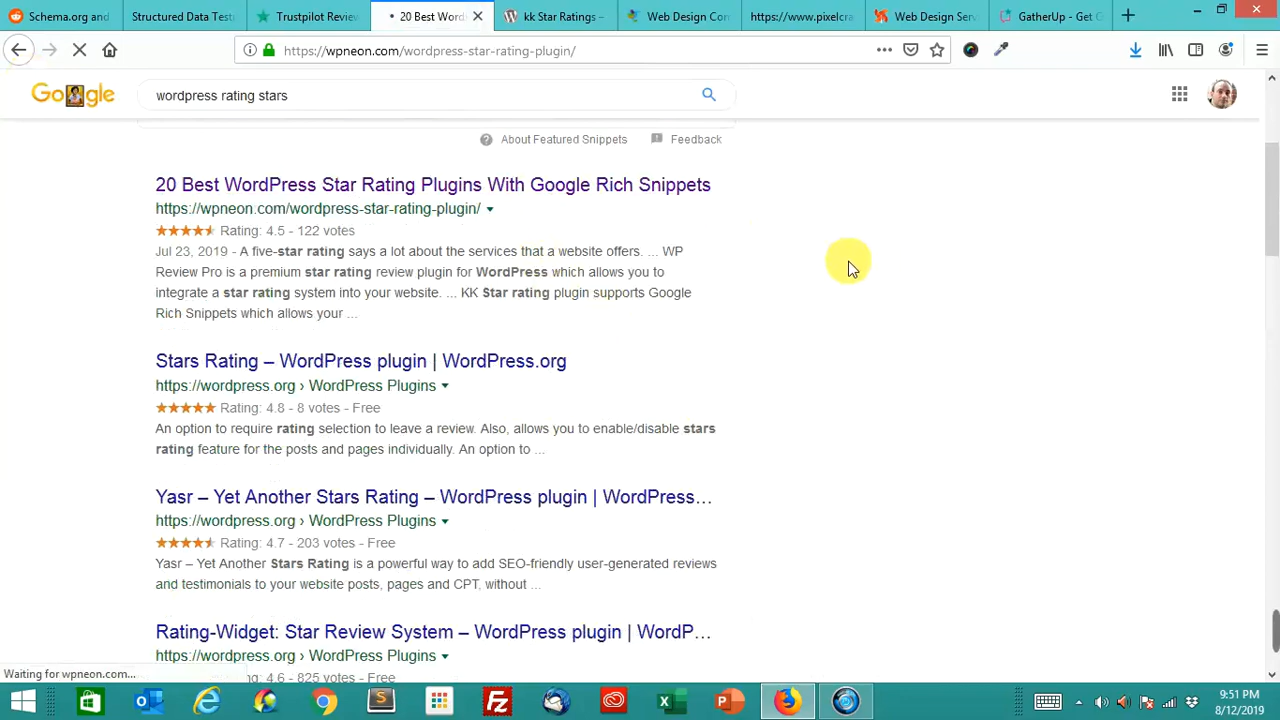 Schema.org and
Structured Data Test
Trustpilot Review
20 Best WordP
kk Star Ratings –
Web Design Com
https://www.pixelcra
Web Design Serv
GatherUp - Get G
https://wpneon.com/wordpress-star-rating-plugin/
Google
wordpress rating stars
About Featured Snippets
Feedback
20 Best WordPress Star Rating Plugins With Google Rich Snippets
https://wpneon.com/wordpress-star-rating-plugin/
Rating: 4.5 - 122 votes
Jul 23, 2019 - A five-star rating says a lot about the services that a website offers. ... WP
Review Pro is a premium star rating review plugin for WordPress which allows you to
integrate a star rating system into your website. ... KK Star rating plugin supports Google
Rich Snippets which allows your ...
Stars Rating – WordPress plugin | WordPress.org
https://wordpress.org › WordPress Plugins
Rating: 4.8 - 8 votes - Free
An option to require rating selection to leave a review. Also, allows you to enable/disable stars
rating feature for the posts and pages individually. An option to ...
Yasr – Yet Another Stars Rating – WordPress plugin | WordPress...
https://wordpress.org › WordPress Plugins
Rating: 4.7 - 203 votes - Free
Yasr – Yet Another Stars Rating is a powerful way to add SEO-friendly user-generated reviews
and testimonials to your website posts, pages and CPT, without ...
Rating-Widget: Star Review System – WordPress plugin | WordP...
https://wordpress.org › WordPress Plugins
Rating: 4.6 - 825 votes - Free
Waiting for wpneon.com...
9:51 PM
8/12/2019